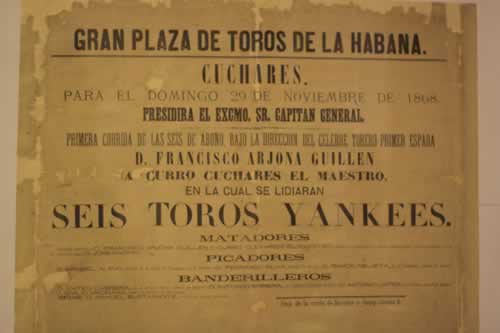 GRAN PLAZA DE TOROS DE LA HABANA.
CUCHARES.
PARA EL DOMINGO 29 DE NOVIEMBRE DE 1868.
PRESIDIRA EL EXCMO. SR. CAPITAN GENERAL.
PRIMERA CORRIDA DE LAS SEIS DE ABONO, BAJO LA DIRECCION DEL CELEBRE TORERO PRIMER ESPADA
D. FRANCISCO ARJONA GUILLEN
A CURRO CUCHARES EL MAESTRO,
EN LA CUAL SE LIDIARAN
SEIS TOROS YANKEES.
MATADORES
PICADORES
BANDERILLEROS